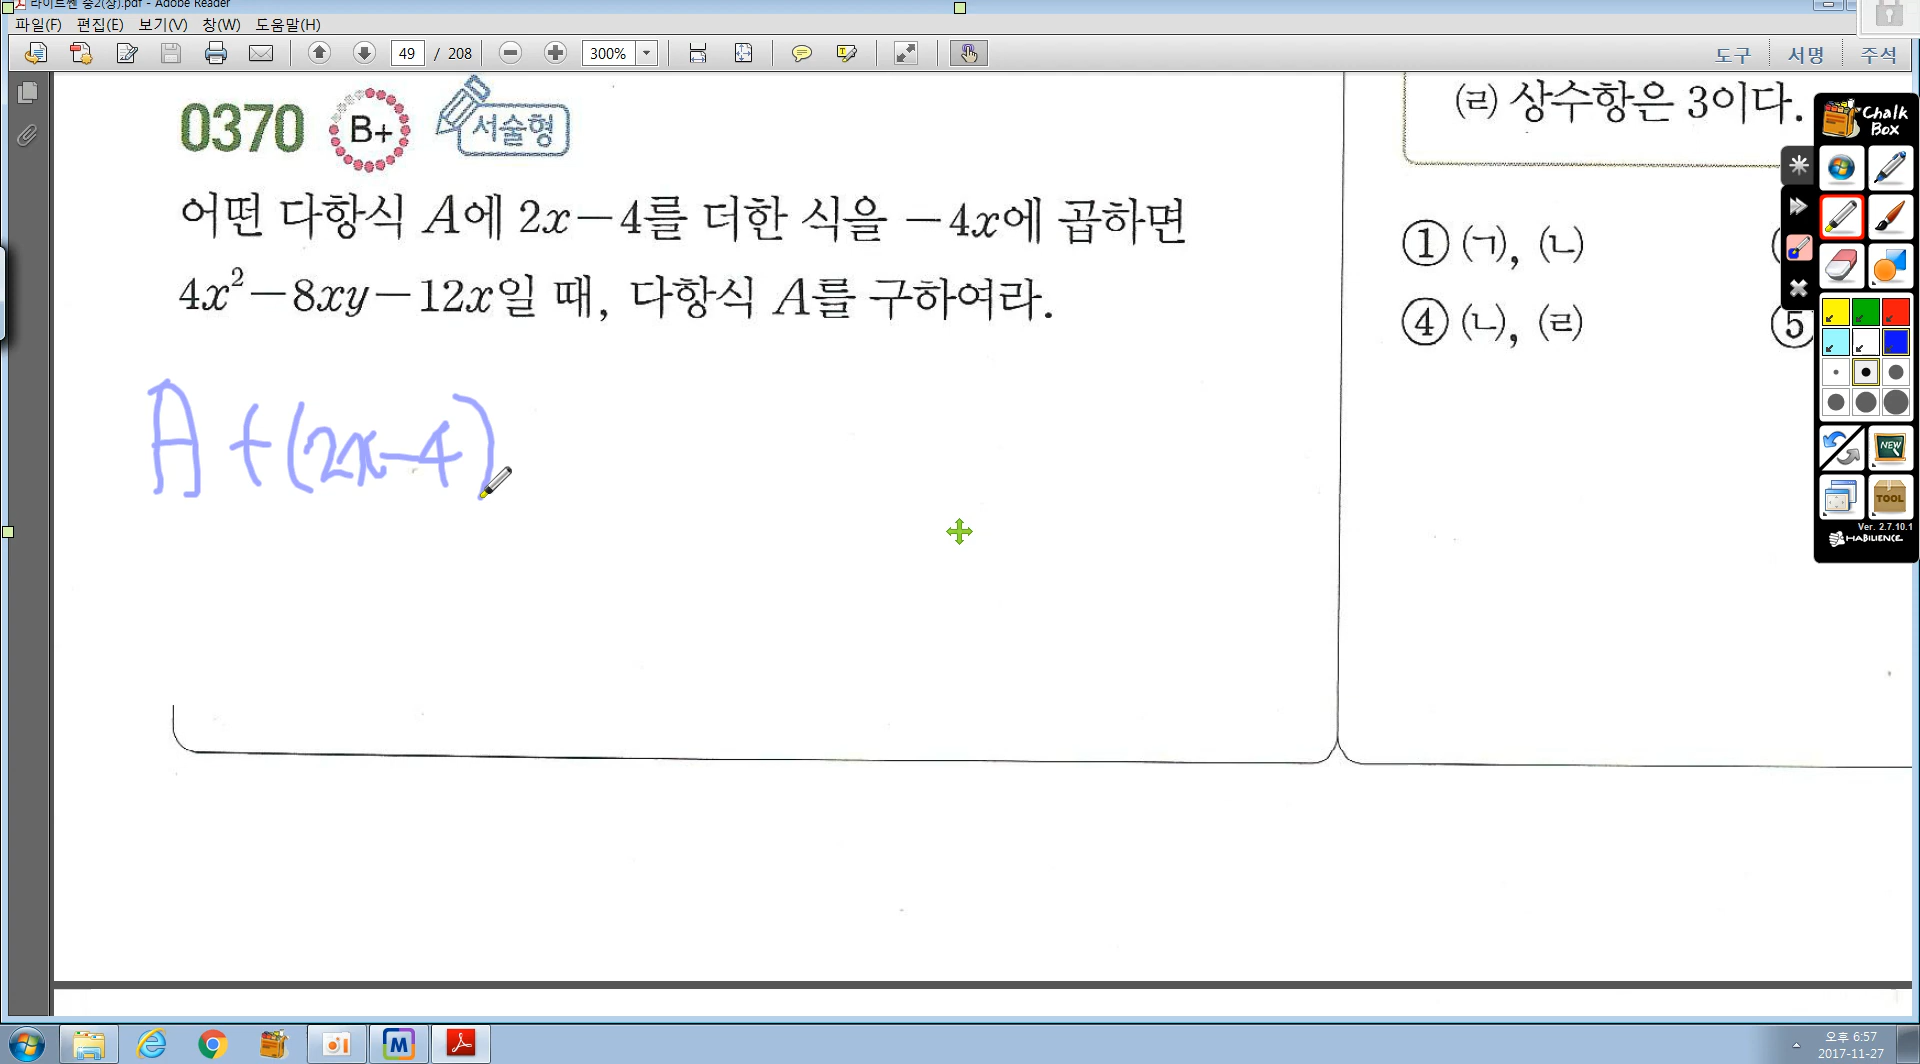 라이트쎈 중2(상).pdf - Adobe Reader
파일(F) 편집(E) 보기(V) 창(W) 도움말(H)
49 / 208 300% 도구 서명 주석
0370 B+ 서술형
어떤 다항식 A에 2x-4를 더한 식을 -4x에 곱하면
4x²-8xy-12x일 때, 다항식 A를 구하여라.
A+(2x-4)
(ㄹ) 상수항은 3이다.
① (ㄱ), (ㄴ)
④ (ㄴ), (ㄹ) ⑤
Chalk
Box
NEW
TOOL
Ver. 2.7.10.1
HABILIENCE
오후 6:57
2017-11-27